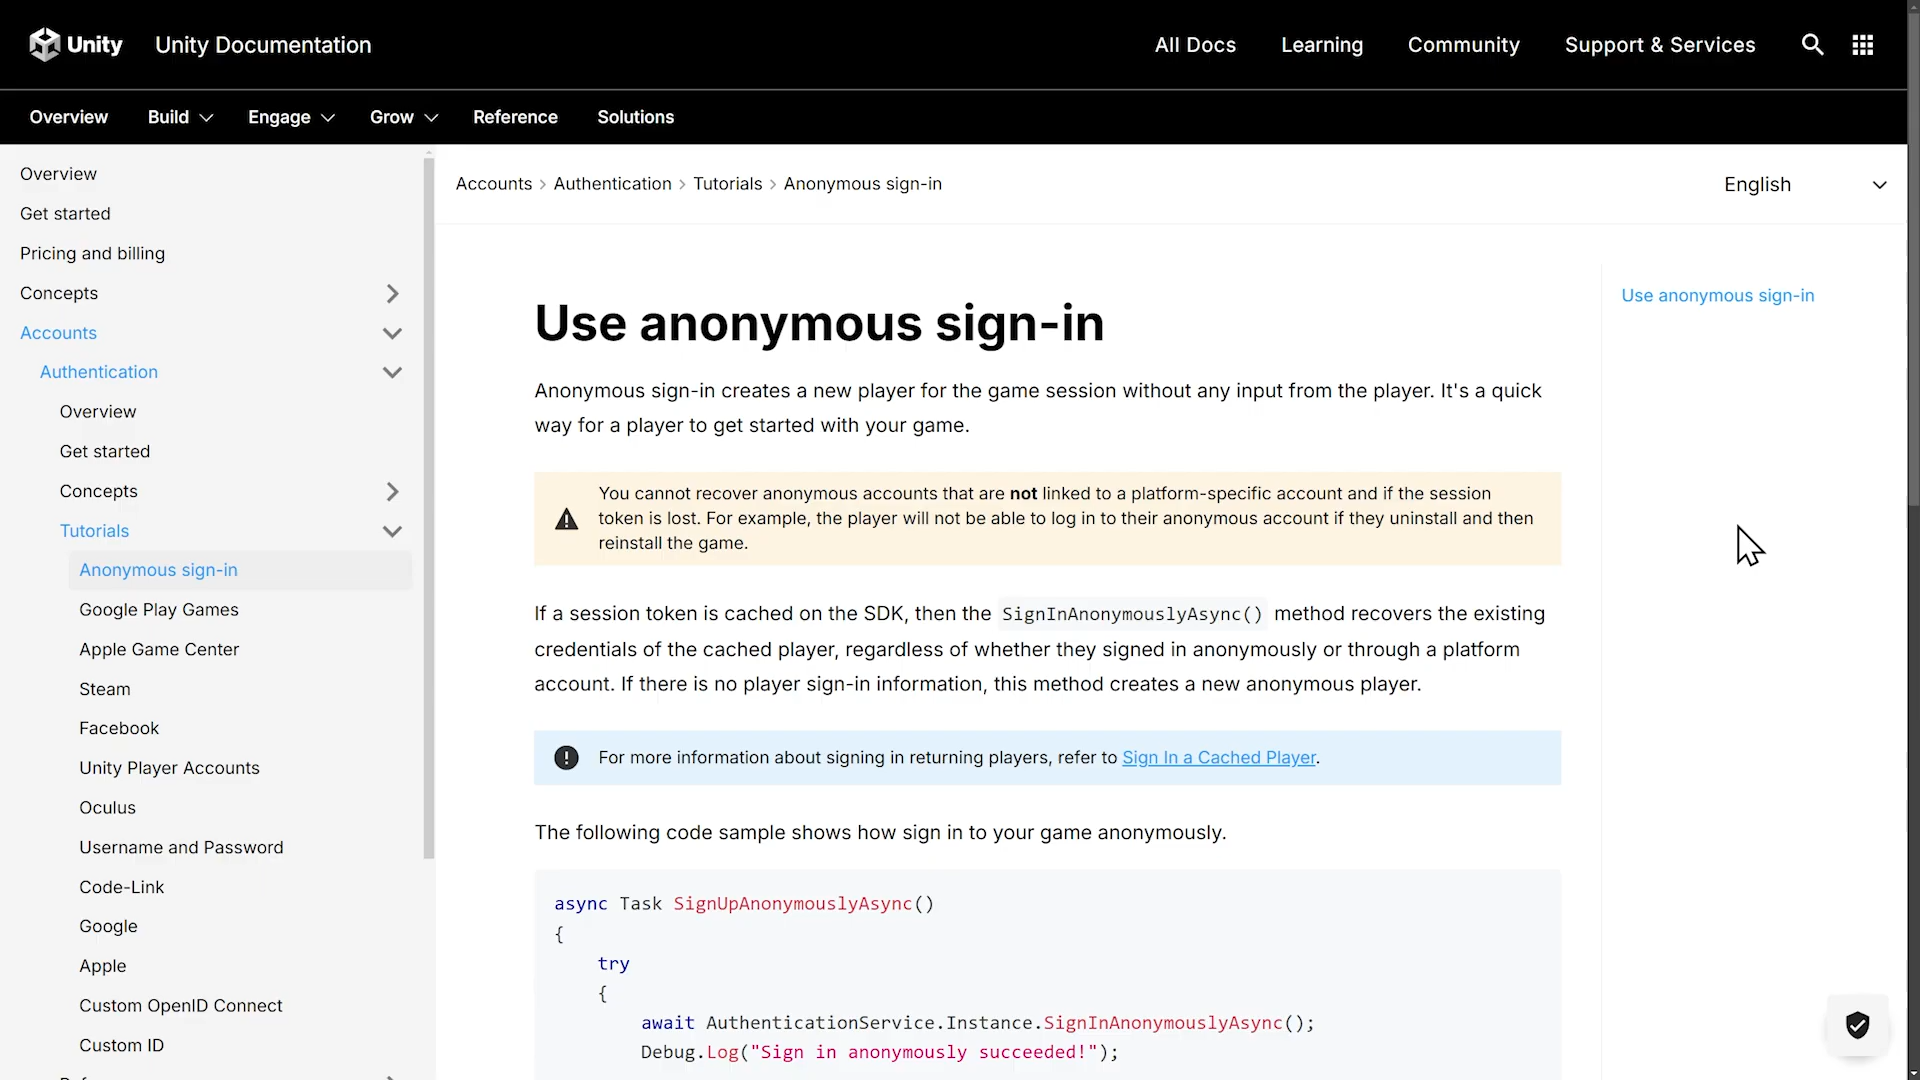 Unity
Unity Documentation
All Docs
Learning
Community
Support & Services
Overview
Build
Engage
Grow
Reference
Solutions
Overview
Get started
Pricing and billing
Concepts
Accounts
Authentication
Overview
Get started
Concepts
Tutorials
Anonymous sign-in
Google Play Games
Apple Game Center
Steam
Facebook
Unity Player Accounts
Oculus
Username and Password
Code-Link
Google
Apple
Custom OpenID Connect
Custom ID
Accounts > Authentication > Tutorials > Anonymous sign-in
English
Use anonymous sign-in
Anonymous sign-in creates a new player for the game session without any input from the player. It's a quick
way for a player to get started with your game.
You cannot recover anonymous accounts that are not linked to a platform-specific account and if the session
token is lost. For example, the player will not be able to log in to their anonymous account if they uninstall and then
reinstall the game.
If a session token is cached on the SDK, then the SignInAnonymouslyAsync() method recovers the existing
credentials of the cached player, regardless of whether they signed in anonymously or through a platform
account. If there is no player sign-in information, this method creates a new anonymous player.
For more information about signing in returning players, refer to Sign In a Cached Player.
The following code sample shows how sign in to your game anonymously.
async Task SignUpAnonymouslyAsync()
{
try
{
await AuthenticationService.Instance.SignInAnonymouslyAsync();
Debug.Log("Sign in anonymously succeeded!");
Use anonymous sign-in